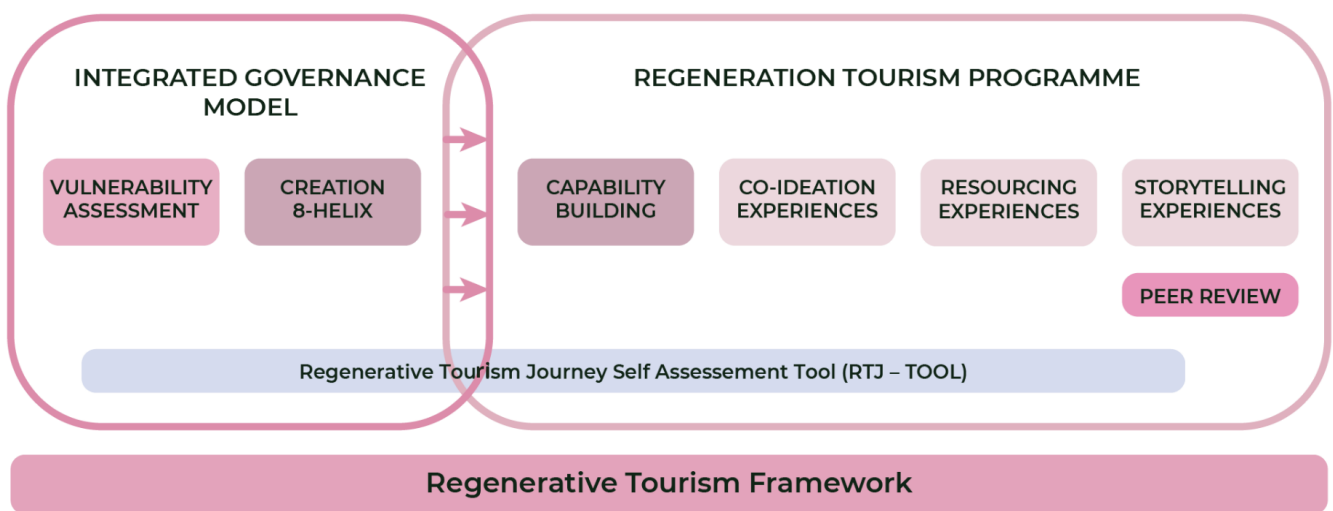 INTEGRATED GOVERNANCE
MODEL
VULNERABILITY
ASSESSMENT
CREATION
8-HELIX
REGENERATION TOURISM PROGRAMME
CAPABILITY
BUILDING
CO-IDEATION
EXPERIENCES
RESOURCING
EXPERIENCES
STORYTELLING
EXPERIENCES
PEER REVIEW
Regenerative Tourism Journey Self Assessement Tool (RTJ – TOOL)
Regenerative Tourism Framework